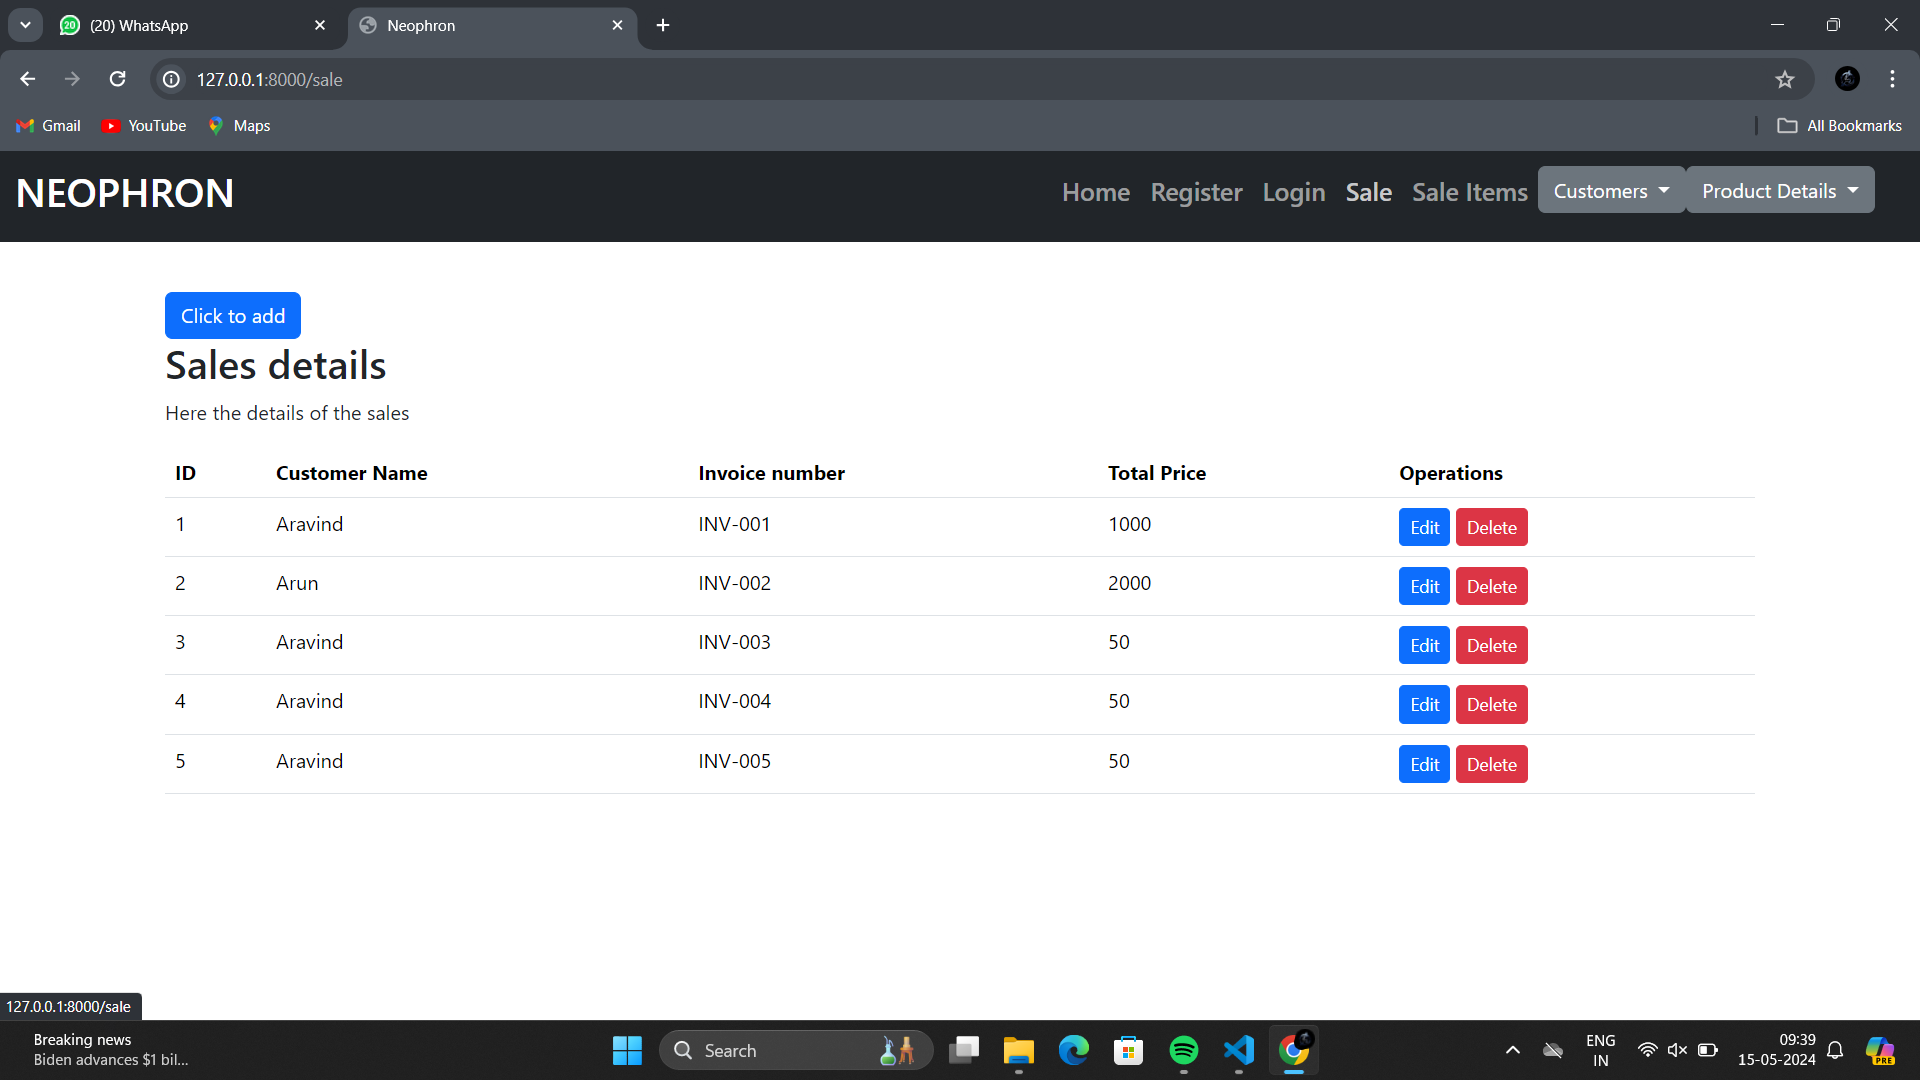 20 (20) WhatsApp
Neophron
127.0.0.1:8000/sale
Gmail YouTube Maps All Bookmarks
NEOPHRON Home Register Login Sale Sale Items Customers Product Details
Click to add
Sales details
Here the details of the sales
ID Customer Name Invoice number Total Price Operations
1 Aravind INV-001 1000 Edit Delete
2 Arun INV-002 2000 Edit Delete
3 Aravind INV-003 50 Edit Delete
4 Aravind INV-004 50 Edit Delete
5 Aravind INV-005 50 Edit Delete
127.0.0.1:8000/sale
Breaking news
Biden advances $1 bil...
Search
ENG
IN
09:39
15-05-2024
PRE